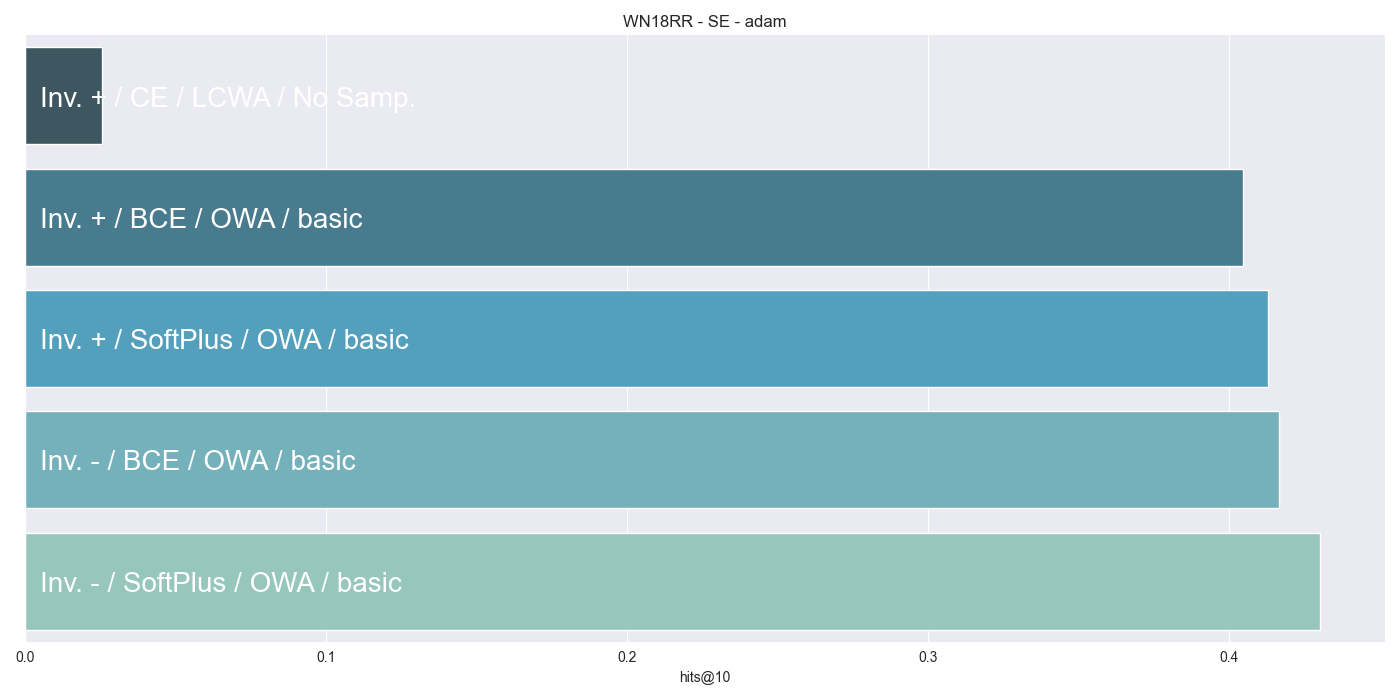 WN18RR - SE - adam
Inv. + / CE / LCWA / No Samp.
Inv. + / BCE / OWA / basic
Inv. + / SoftPlus / OWA / basic
Inv. - / BCE / OWA / basic
Inv. - / SoftPlus / OWA / basic
0.0 0.1 0.2 0.3 0.4
hits@10